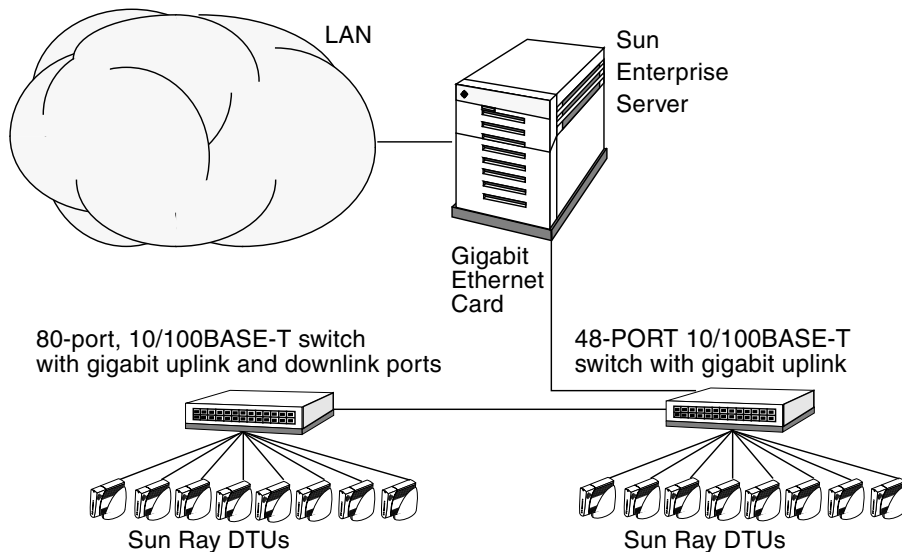 LAN
Sun
Enterprise
Server
Gigabit
Ethernet
Card
80-port, 10/100BASE-T switch
with gigabit uplink and downlink ports
48-PORT 10/100BASE-T
switch with gigabit uplink
Sun Ray DTUs
Sun Ray DTUs